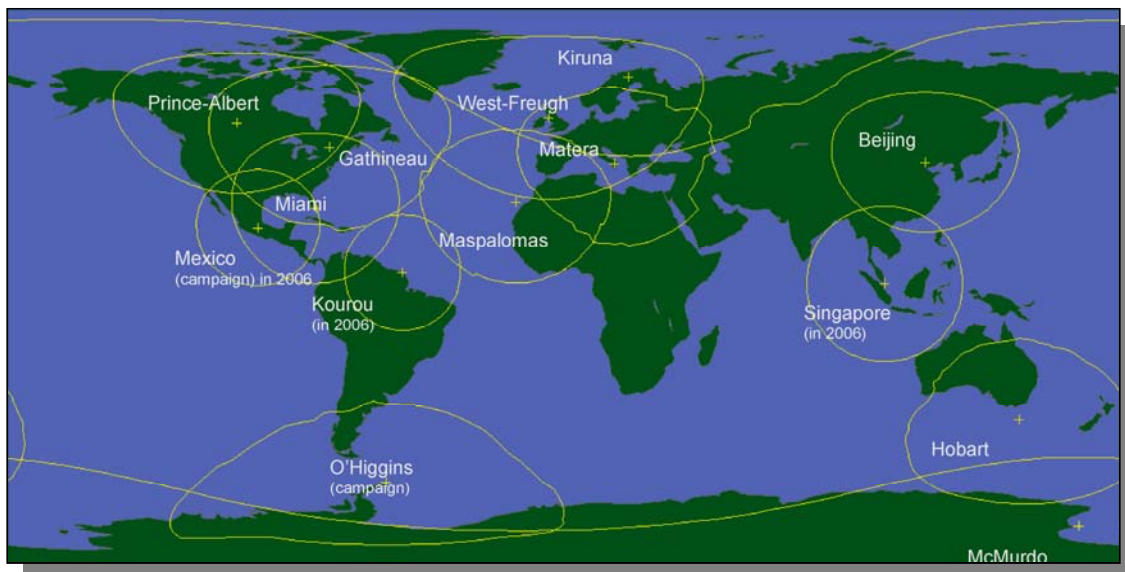 Kiruna
Prince-Albert
West-Freugh
Beijing
Matera
Gathineau
Miami
Maspalomas
Mexico
(campaign) in 2006
Kourou
(in 2006)
Singapore
(in 2006)
Hobart
O'Higgins
(campaign)
McMurdo